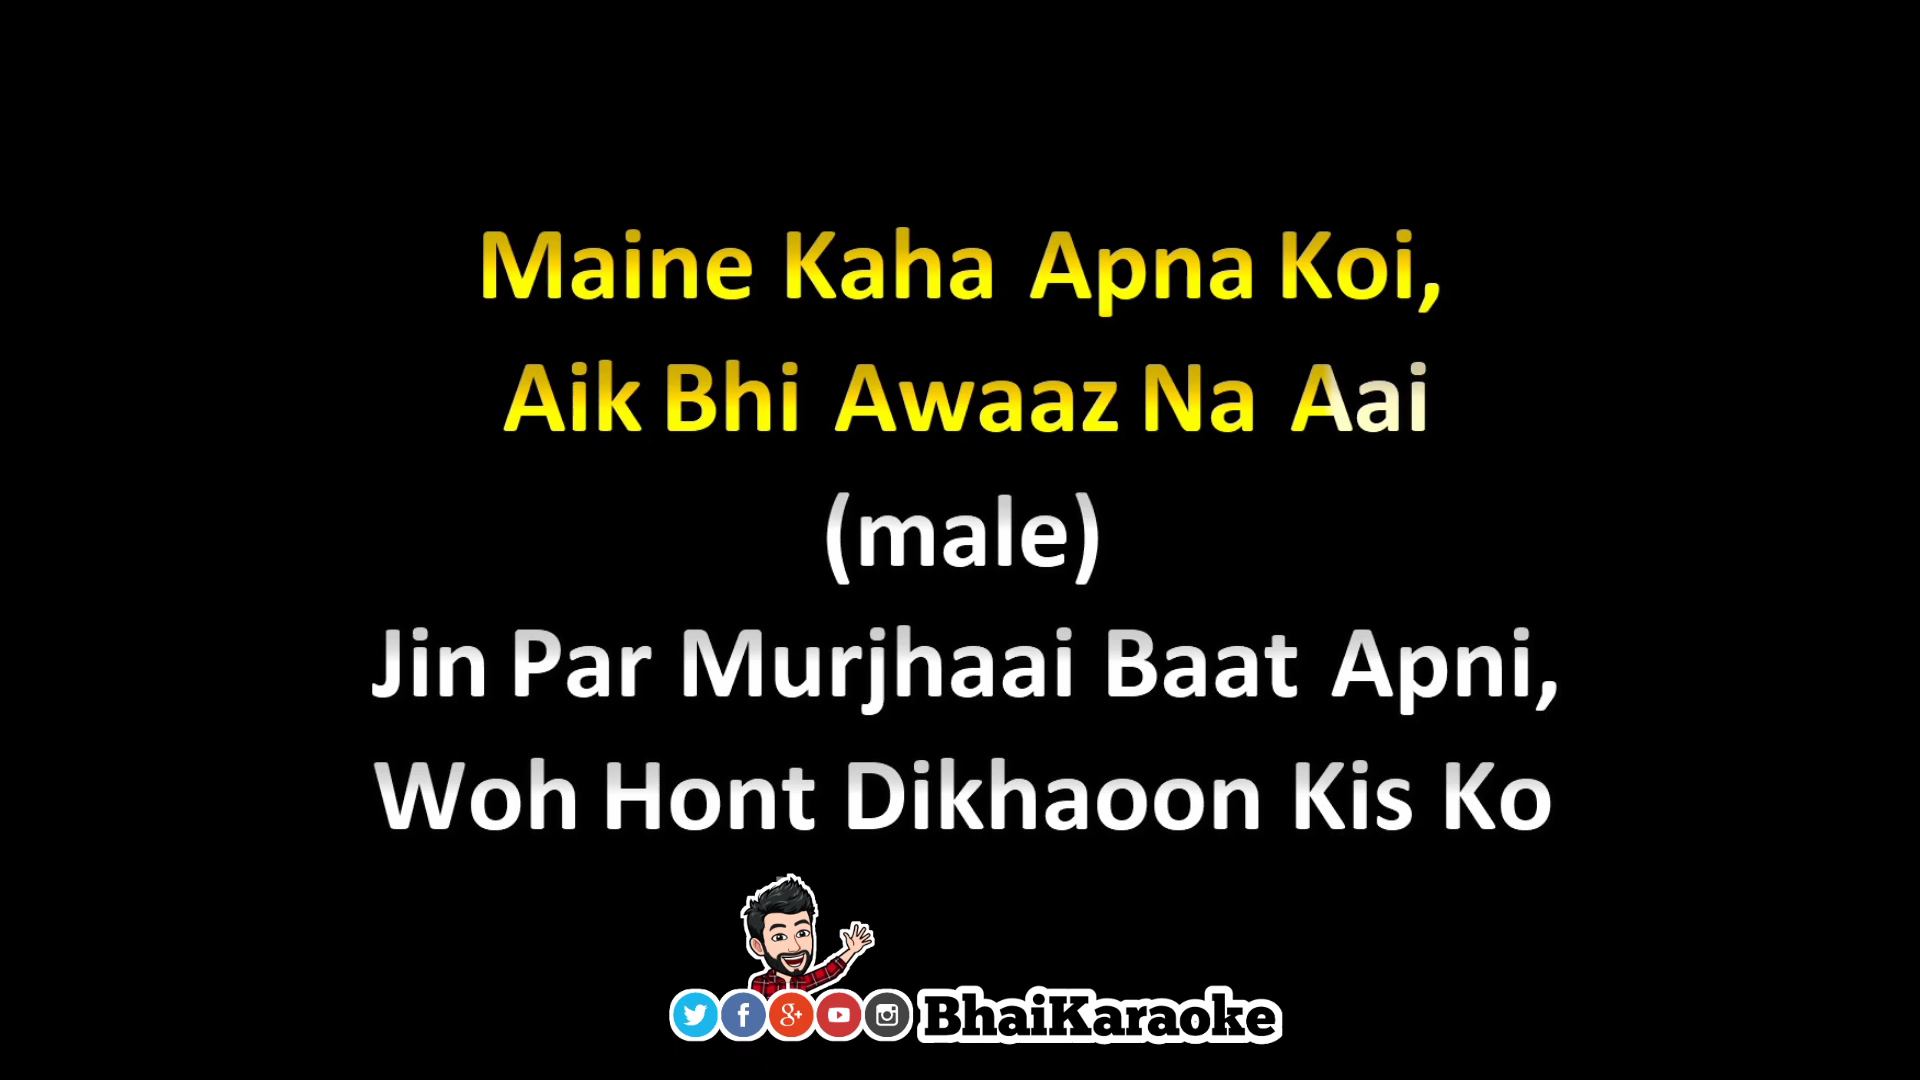 Maine Kaha Apna Koi,
Aik Bhi Awaaz Na Aai
(male)
Jin Par Murjhaai Baat Apni,
Woh Hont Dikhaoon Kis Ko
BhaiKaraoke